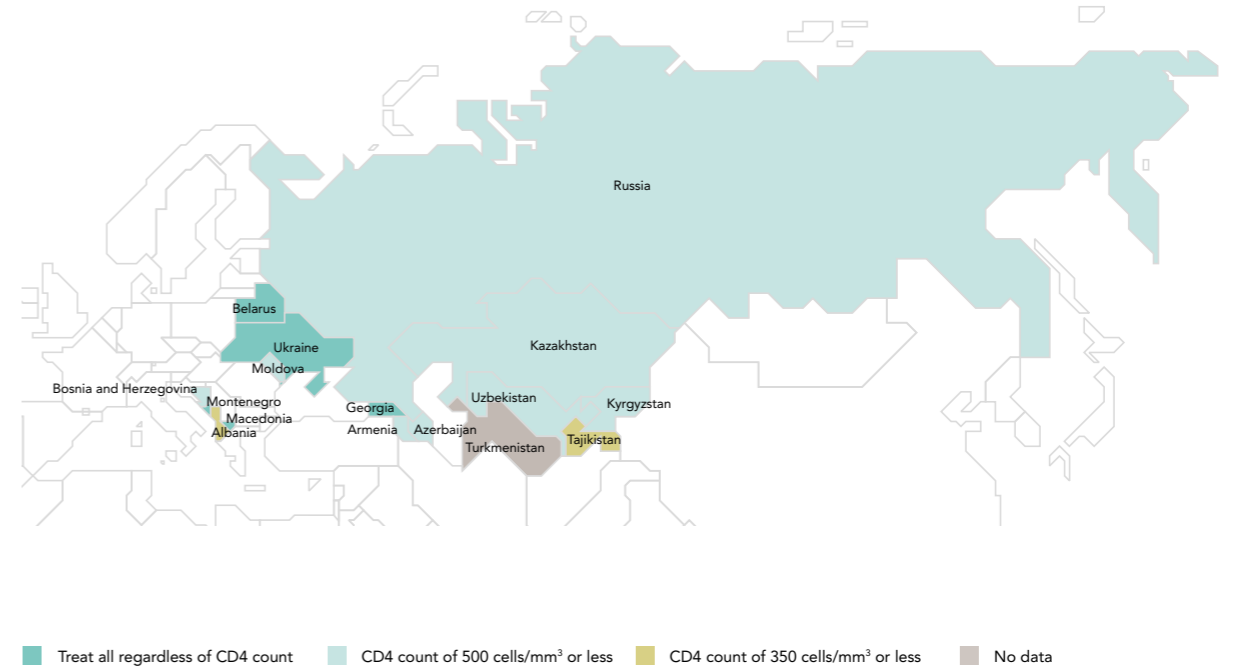 Russia
Belarus
Ukraine
Kazakhstan
Moldova
Bosnia and Herzegovina
Uzbekistan
Montenegro
Kyrgyzstan
Georgia
Macedonia
Armenia
Azerbaijan
Albania
Tajikistan
Turkmenistan
Treat all regardless of CD4 count
CD4 count of 500 cells/mm³ or less
CD4 count of 350 cells/mm³ or less
No data